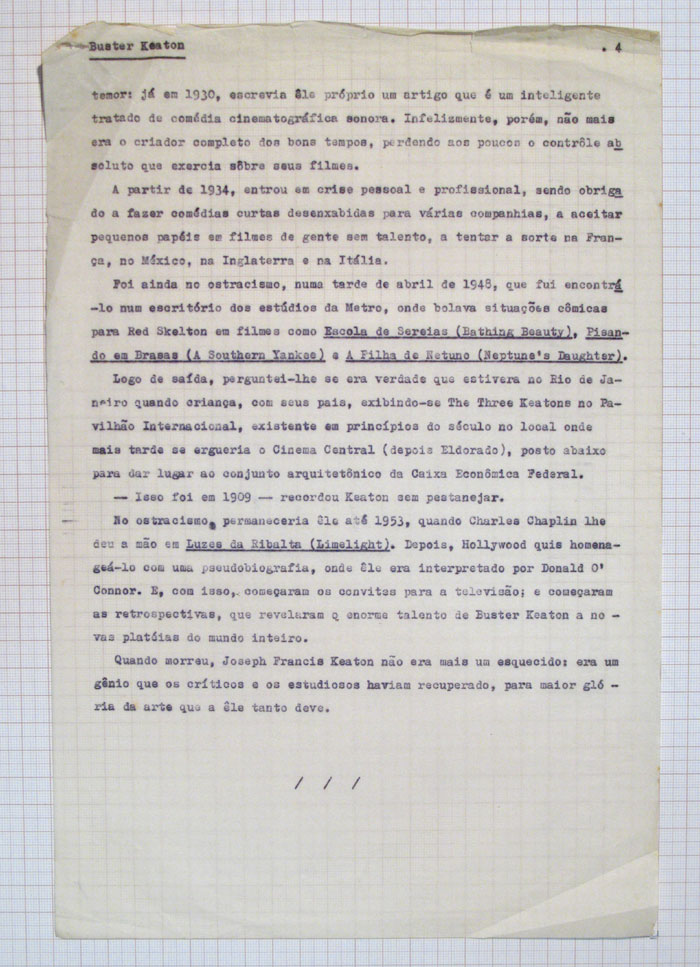 Buster Keaton . 4
temor: já em 1930, escrevia êle próprio um artigo que é um inteligente
tratado de comédia cinematográfica sonora. Infelizmente, porém, não mais
era o criador completo dos bons tempos, perdendo aos poucos o contrôle ab
soluto que exercia sôbre seus filmes.
A partir de 1934, entrou em crise pessoal e profissional, sendo obriga
do a fazer comédias curtas desenxabidas para várias companhias, a aceitar
pequenos papéis em filmes de gente sem talento, a tentar a sorte na Fran-
ça, no México, na Inglaterra e na Itália.
Foi ainda no ostracismo, numa tarde de abril de 1948, que fui encontrá
-lo num escritório dos estúdios da Metro, onde bolava situações cômicas
para Red Skelton em filmes como Escola de Sereias (Bathing Beauty), Pisan-
do em Brasas (A Southern Yankee) e A Filha de Netuno (Neptune's Daughter).
Logo de saída, perguntei-lhe se era verdade que estivera no Rio de Ja-
neiro quando criança, com seus pais, exibindo-se The Three Keatons no Pa-
vilhão Internacional, existente em princípios do século no local onde
mais tarde se ergueria o Cinema Central (depois Eldorado), posto abaixo
para dar lugar ao conjunto arquitetônico da Caixa Econômica Federal.
— Isso foi em 1909 — recordou Keaton sem pestanejar.
No ostracismo, permaneceria êle até 1953, quando Charles Chaplin lhe
deu a mão em Luzes da Ribalta (Limelight). Depois, Hollywood quis homena-
geá-lo com uma pseudobiografia, onde êle era interpretado por Donald O'
Connor. E, com isso, começaram os convites para a televisão; e começaram
as retrospectivas, que revelaram o enorme talento de Buster Keaton a no -
vas platéias do mundo inteiro.
Quando morreu, Joseph Francis Keaton não era mais um esquecido: era um
gênio que os críticos e os estudiosos haviam recuperado, para maior gló -
ria da arte que a êle tanto deve.
/ / /